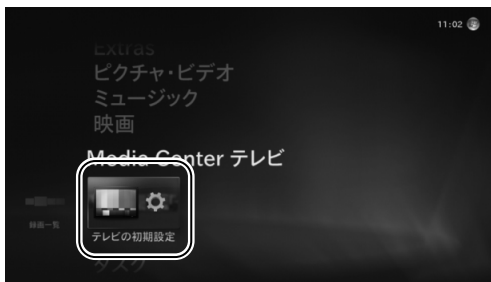 11:02
Extras
ピクチャ・ビデオ
ミュージック
映画
Media Center テレビ
録画一覧
テレビの初期設定
タスク